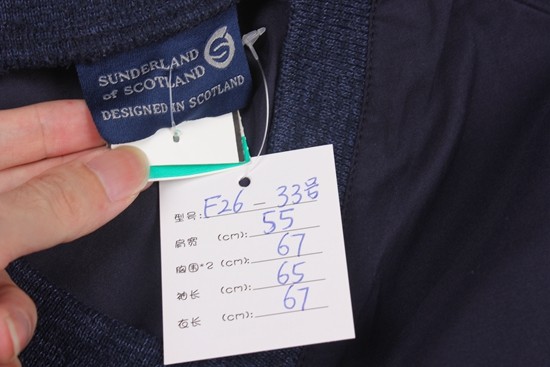 SUNDERLAND
of SCOTLAND
DESIGNED IN SCOTLAND
型号: F26-33号
肩宽 (cm): 55
胸围*2 (cm): 67
袖长 (cm): 65
衣长 (cm): 67